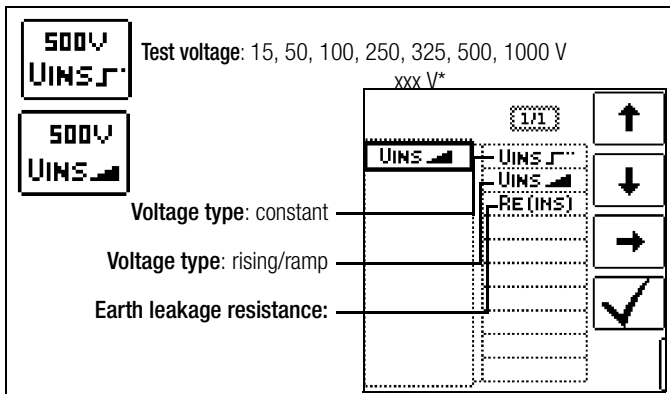 500V
UINS
Test voltage: 15, 50, 100, 250, 325, 500, 1000 V
xxx V*
500V
UINS
1/1
UINS
UINS
UINS
RE(INS)
Voltage type: constant
Voltage type: rising/ramp
Earth leakage resistance: